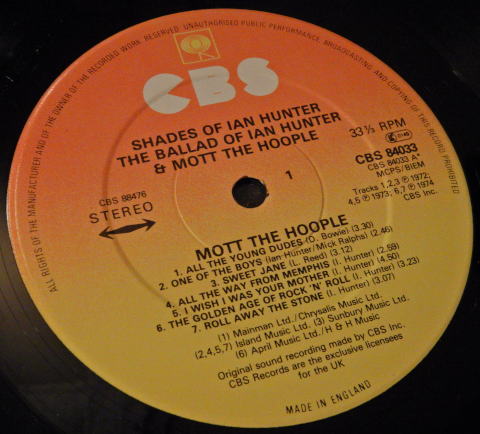 ALL RIGHTS OF THE MANUFACTURER AND OF THE OWNER OF THE RECORDED WORK RESERVED. UNAUTHORISED PUBLIC PERFORMANCE, BROADCASTING AND COPYING OF THIS RECORD PROHIBITED
CBS
SHADES OF IAN HUNTER
THE BALLAD OF IAN HUNTER
& MOTT THE HOOPLE
33⅓ RPM
CBS 88476
STEREO
1
CBS 84033
CBS 84033 A*
MCPS/BIEM
Tracks 1,2,3 ℗ 1972;
4,5 ℗ 1973; 6,7 ℗ 1974
CBS Inc.
MOTT THE HOOPLE
1. ALL THE YOUNG DUDES (D. Bowie) (3.30)
2. ONE OF THE BOYS (Ian-Hunter/Mick Ralphs) (2.46)
3. SWEET JANE (L. Reed) (3.12)
4. ALL THE WAY FROM MEMPHIS (I. Hunter) (2.59)
5. I WISH I WAS YOUR MOTHER (I. Hunter) (4.50)
6. THE GOLDEN AGE OF ROCK 'N' ROLL (I. Hunter) (3.23)
7. ROLL AWAY THE STONE (I. Hunter) (3.07)
(1) Mainman Ltd./Chrysalis Music Ltd.
(2,4,5,7) Island Music Ltd. (3) Sunbury Music Ltd.
(6) April Music Ltd./H & H Music
Original sound recording made by CBS Inc.
CBS Records are the exclusive licensees
for the UK
MADE IN ENGLAND